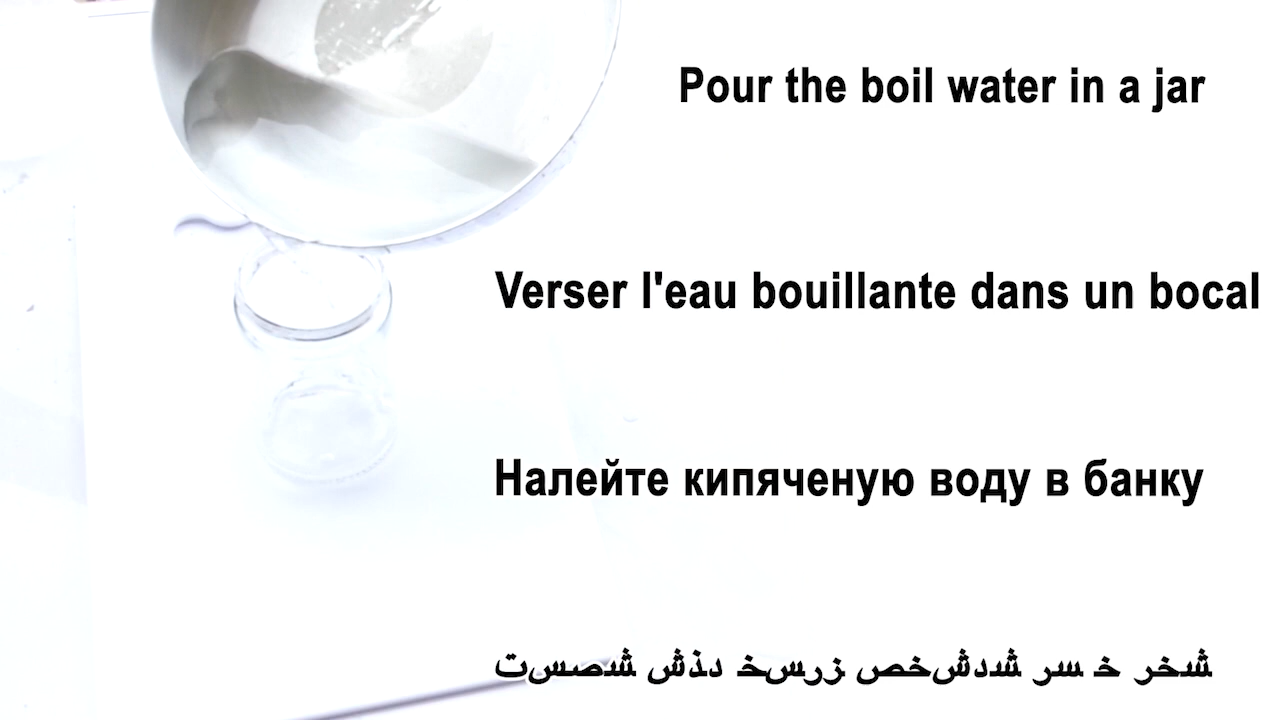 Pour the boil water in a jar
Verser l'eau bouillante dans un bocal
Налейте кипяченую воду в банку
شخر خ سر شدشخص زرسخ دذش شصست